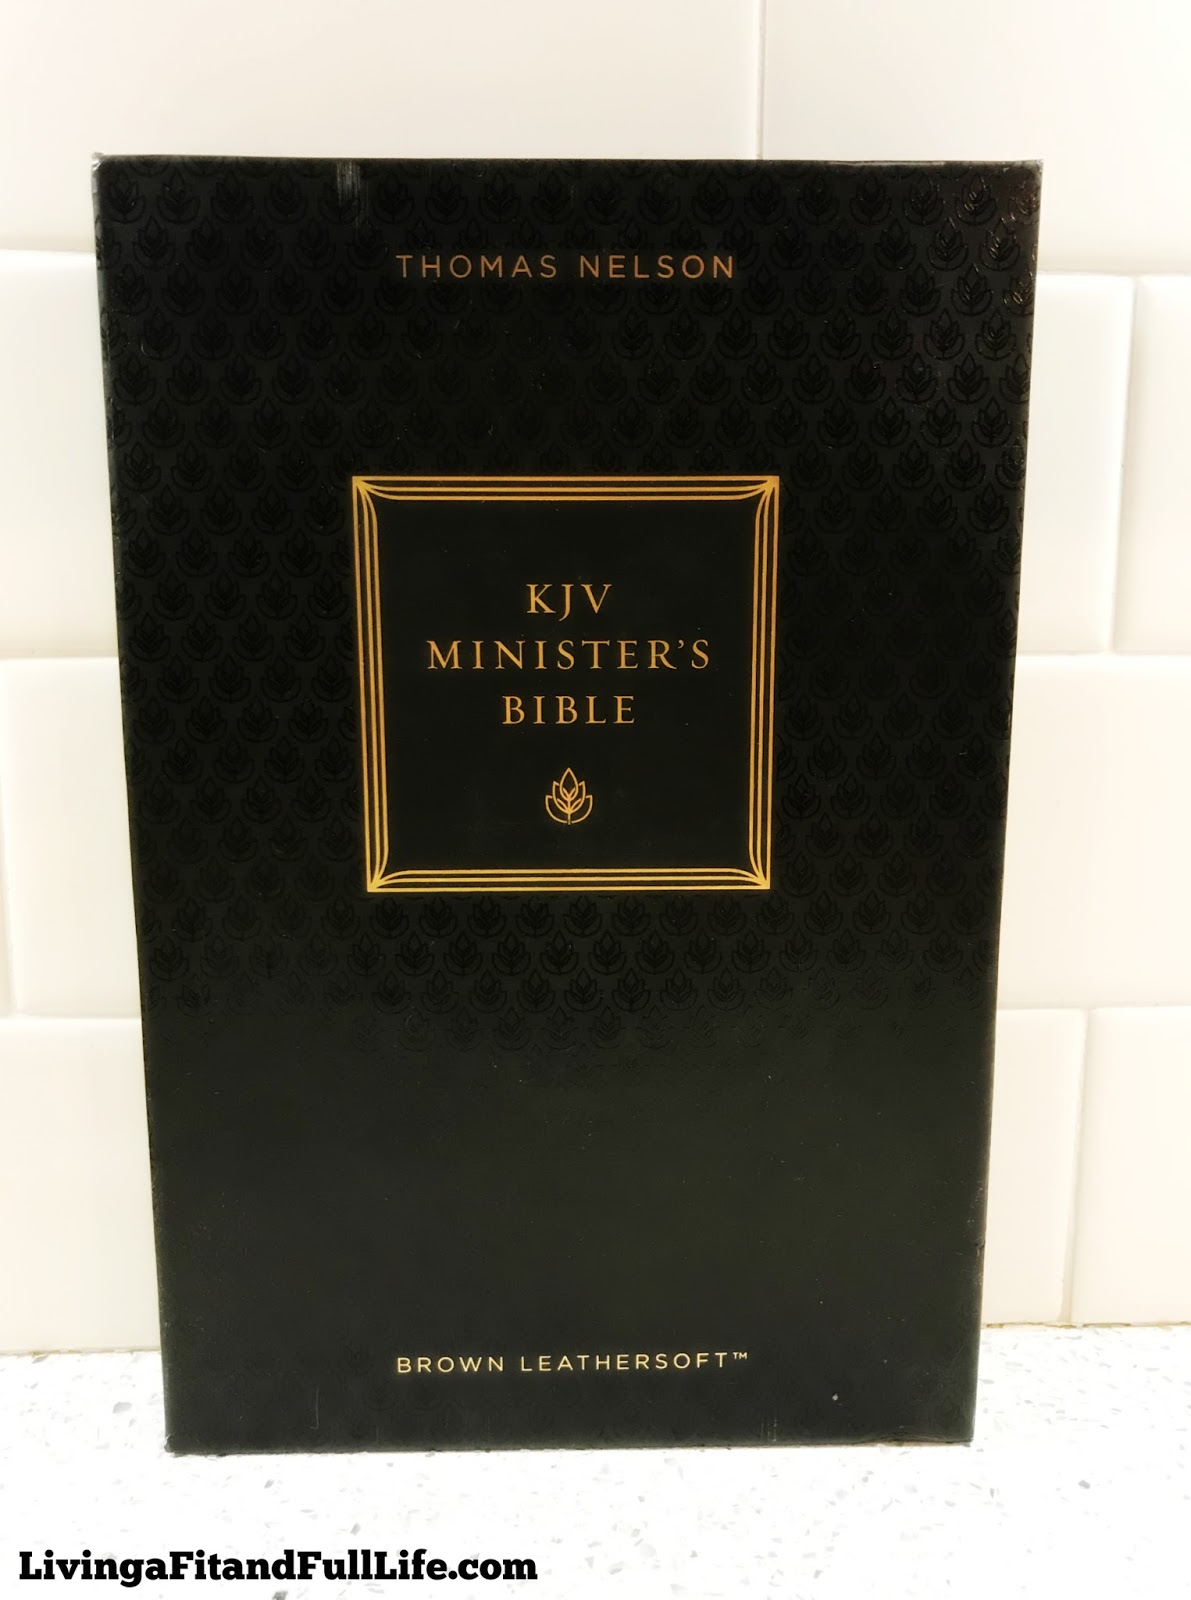 THOMAS NELSON
KJV
MINISTER'S
BIBLE
BROWN LEATHERSOFT™
LivingaFitandFullLife.com